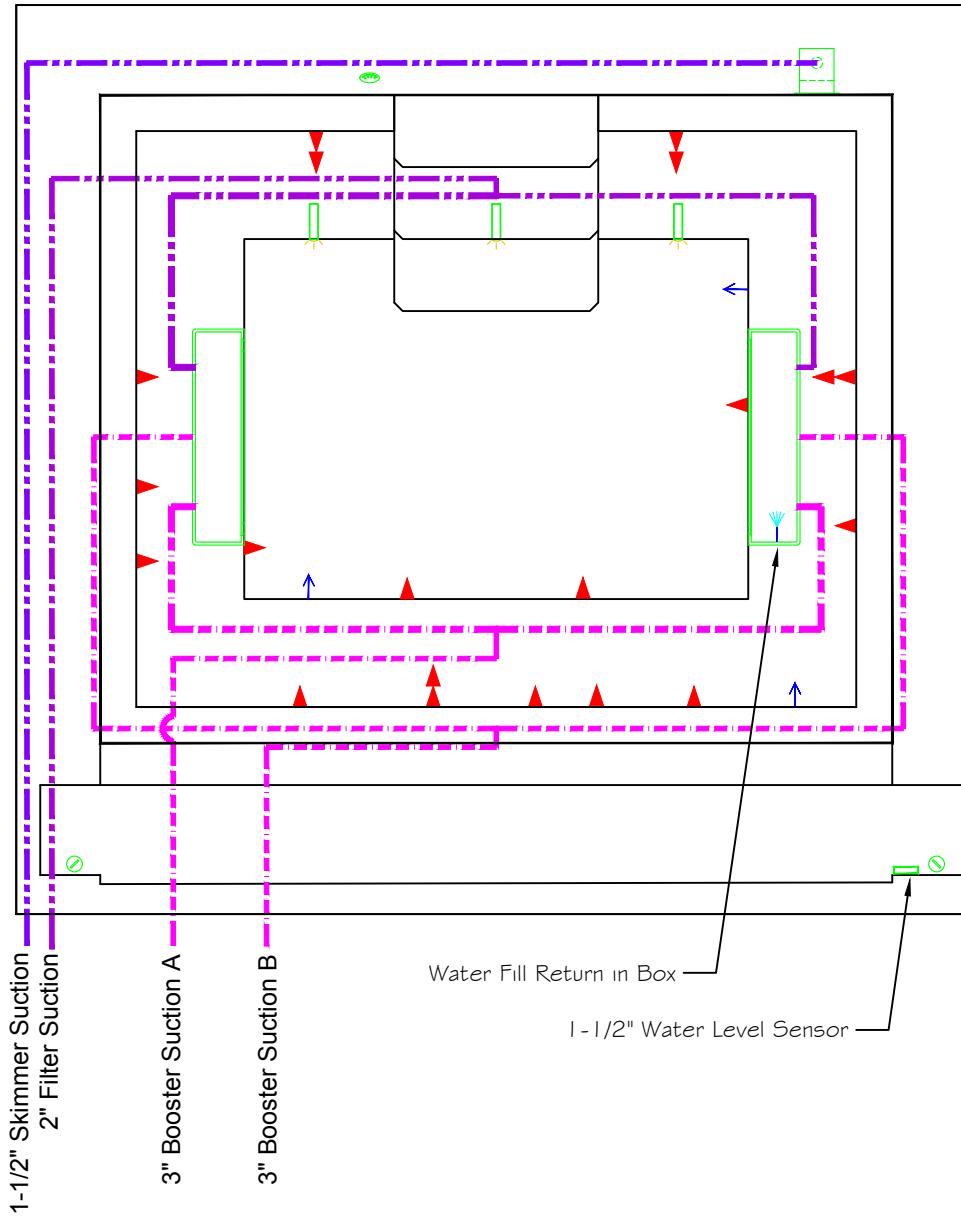 Water Fill Return in Box
1-1/2" Water Level Sensor
1-1/2" Skimmer Suction
2" Filter Suction
3" Booster Suction A
3" Booster Suction B